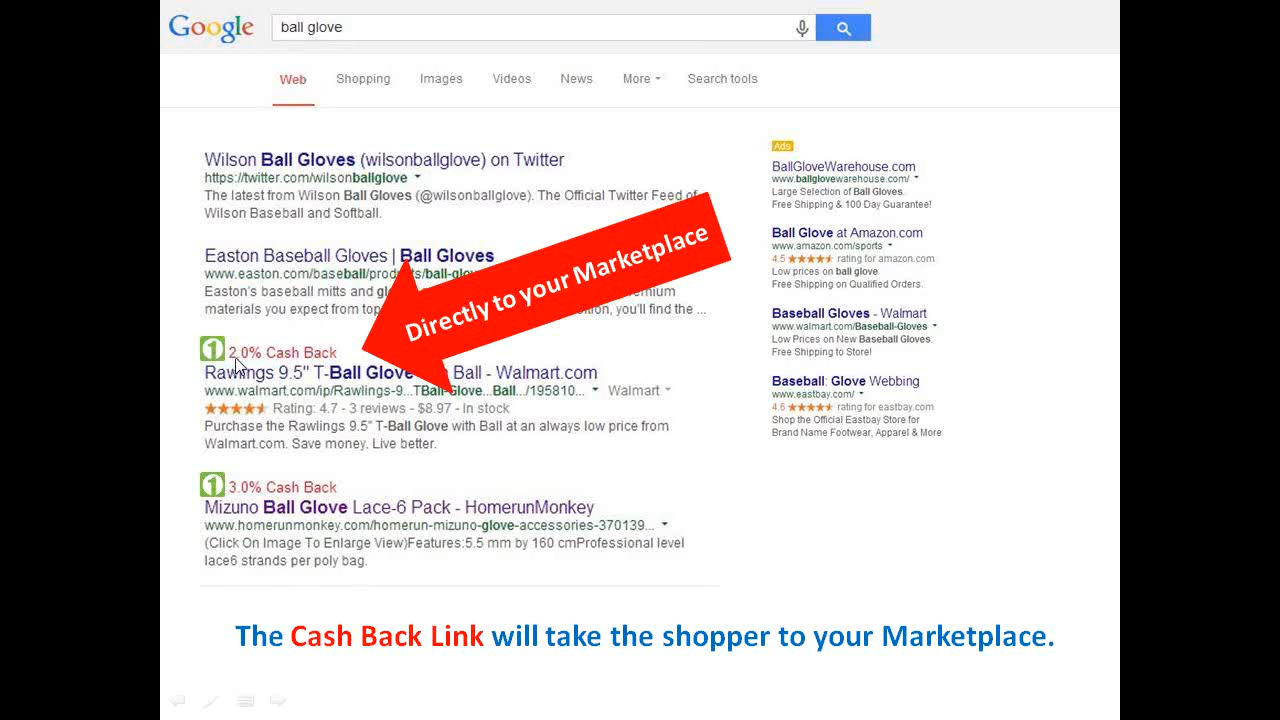 Google
ball glove
Web Shopping Images Videos News More Search tools
Wilson Ball Gloves (wilsonballglove) on Twitter
https://twitter.com/wilsonballglove
The latest from Wilson Ball Gloves (@wilsonballglove). The Official Twitter Feed of
Wilson Baseball and Softball.
Easton Baseball Gloves | Ball Gloves
www.easton.com/baseball/
Easton's baseball mitts and
materials you expect from top you'll find the ...
Directly to your Marketplace
1 2.0% Cash Back
Rawlings 9.5" T-Ball Glove Ball - Walmart.com
www.walmart.com/ip/Rawlings-9...TBall-Glove...Ball.../195810... Walmart
Rating: 4.7 - 3 reviews - $8.97 - In stock
Purchase the Rawlings 9.5" T-Ball Glove with Ball at an always low price from
Walmart.com. Save money. Live better.
1 3.0% Cash Back
Mizuno Ball Glove Lace-6 Pack - HomerunMonkey
www.homerunmonkey.com/homerun-mizuno-glove-accessories-370139...
(Click On Image To Enlarge View)Features:5.5 mm by 160 cmProfessional level
lace6 strands per poly bag.
Ads
BallGloveWarehouse.com
www.ballglovewarehouse.com/
Large Selection of Ball Gloves.
Free Shipping & 100 Day Guarantee!
Ball Glove at Amazon.com
www.amazon.com/sports
4.5 rating for amazon.com
Low prices on ball glove
Free Shipping on Qualified Orders.
Baseball Gloves - Walmart
www.walmart.com/Baseball-Gloves
Low Prices on New Baseball Gloves.
Free Shipping to Store!
Baseball: Glove Webbing
www.eastbay.com/
4.6 rating for eastbay.com
Shop the Official Eastbay Store for
Brand Name Footwear, Apparel & More
The Cash Back Link will take the shopper to your Marketplace.